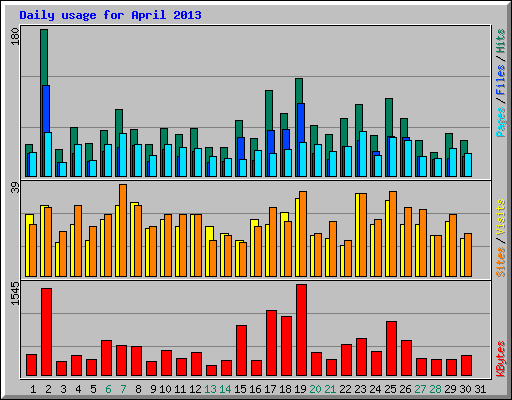 Daily usage for April 2013
180
Pages / Files / Hits
39
Sites / Visits
1545
KBytes
1 2 3 4 5 6 7 8 9 10 11 12 13 14 15 16 17 18 19 20 21 22 23 24 25 26 27 28 29 30 31